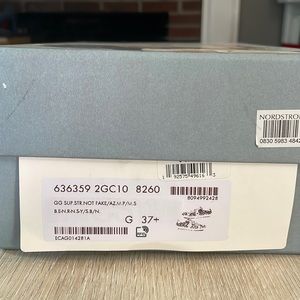 NORDSTROM
0830 5983 4842
636359 2GC10 8260
GG SUP.STR.NOT FAKE/AZ.U.P/U.S
B.E-N.R-N.S-Y/S.B/N.
8094992428
G 37+
ECAG014281A